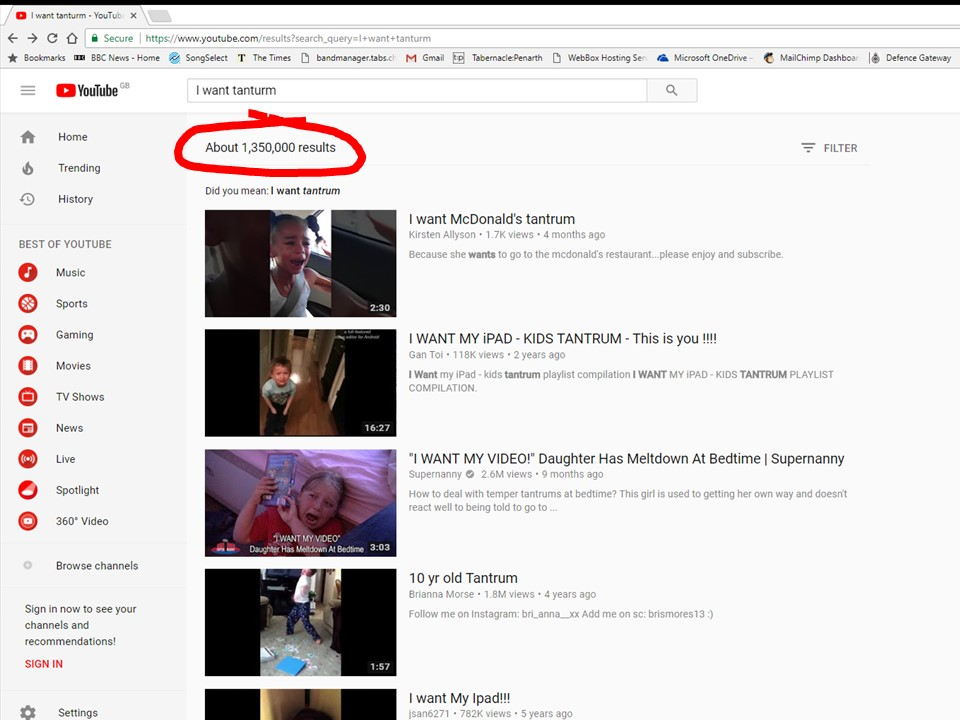 I want tanturm - YouTub
Secure https://www.youtube.com/results?search_query=I+want+tanturm
Bookmarks BBC News - Home SongSelect The Times bandmanager.tabs.ch Gmail Tabernacle:Penarth WebBox Hosting Ser Microsoft OneDrive - MailChimp Dashboar Defence Gateway
YouTube GB
I want tanturm
About 1,350,000 results
FILTER
Did you mean: I want tantrum
Home
Trending
History
BEST OF YOUTUBE
Music
Sports
Gaming
Movies
TV Shows
News
Live
Spotlight
360° Video
Browse channels
Sign in now to see your
channels and
recommendations!
SIGN IN
Settings
2:30
I want McDonald's tantrum
Kirsten Allyson • 1.7K views • 4 months ago
Because she wants to go to the mcdonald's restaurant...please enjoy and subscribe.
16:27
I WANT MY iPAD - KIDS TANTRUM - This is you !!!!
Gan Toi • 118K views • 2 years ago
I Want my iPad - kids tantrum playlist compilation I WANT MY iPAD - KIDS TANTRUM PLAYLIST
COMPILATION.
"I WANT MY VIDEO"
Daughter Has Meltdown At Bedtime
3:03
"I WANT MY VIDEO!" Daughter Has Meltdown At Bedtime | Supernanny
Supernanny 2.6M views • 9 months ago
How to deal with temper tantrums at bedtime? This girl is used to getting her own way and doesn't
react well to being told to go to ...
1:57
10 yr old Tantrum
Brianna Morse • 1.8M views • 4 years ago
Follow me on Instagram: bri_anna__xx Add me on sc: brismores13 :)
I want My Ipad!!!
jsan6271 • 782K views • 5 years ago